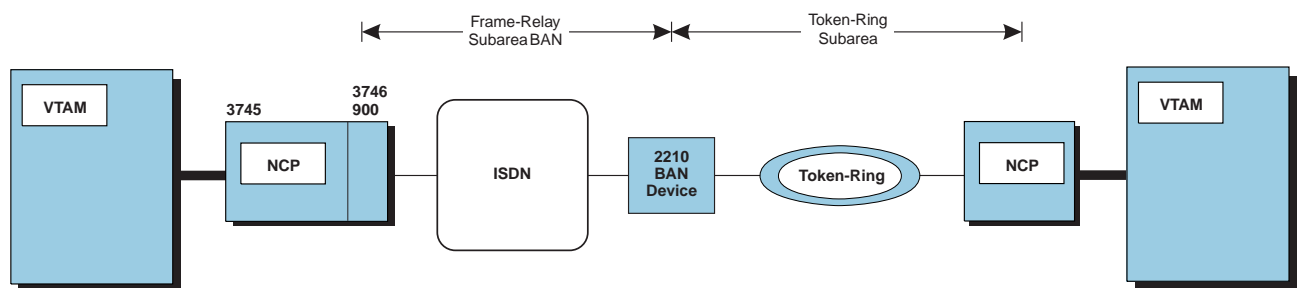 Frame-Relay
Subarea BAN
Token-Ring
Subarea
VTAM
3745
3746
900
NCP
ISDN
2210
BAN
Device
Token-Ring
NCP
VTAM